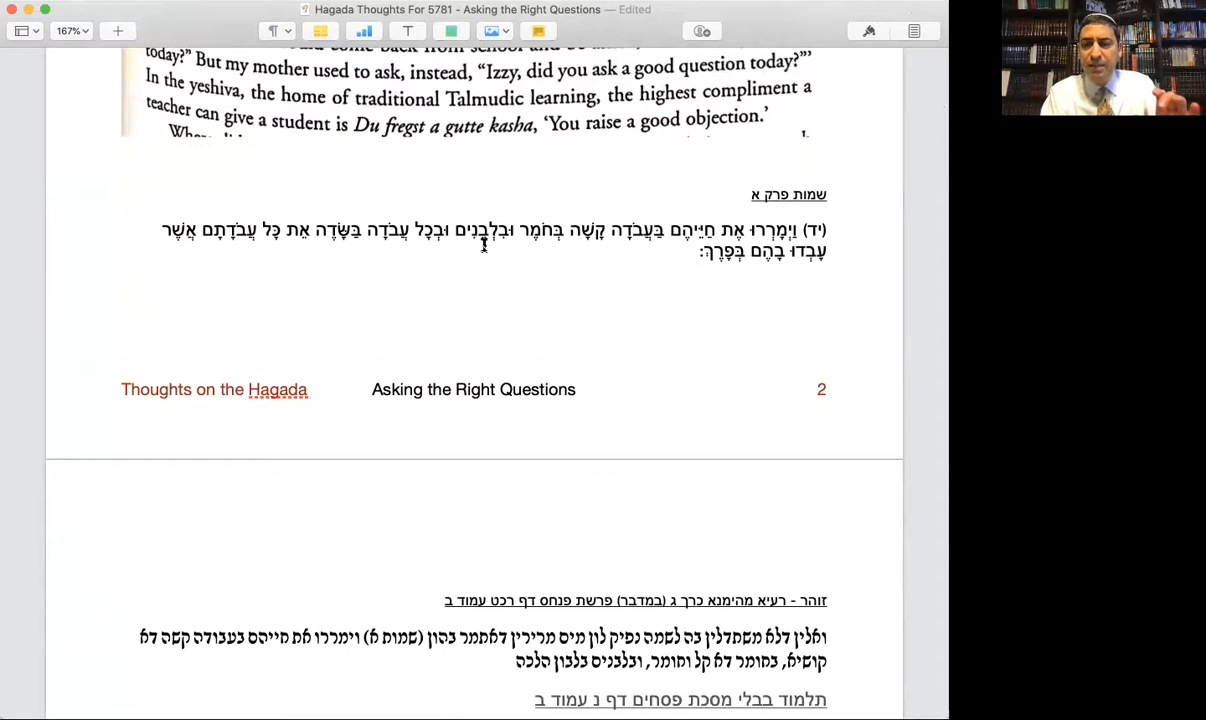 Hagada Thoughts For 5781 - Asking the Right Questions — Edited
167%
today?” But my mother used to ask, instead, “Izzy, did you ask a good question today?”’
In the yeshiva, the home of traditional Talmudic learning, the highest compliment a
teacher can give a student is Du fregst a gutte kasha, ‘You raise a good objection.’
שמות פרק א
(יד) וַיְמָרְרוּ אֶת חַיֵּיהֶם בַּעֲבֹדָה קָשָׁה בְּחֹמֶר וּבִלְבֵנִים וּבְכָל עֲבֹדָה בַּשָּׂדֶה אֵת כָּל עֲבֹדָתָם אֲשֶׁר
עָבְדוּ בָהֶם בְּפָרֶךְ:
Thoughts on the Hagada Asking the Right Questions 2
זוהר - רעיא מהימנא כרך ג (במדבר) פרשת פנחס דף רכט עמוד ב
ואלין דלא משתדלין בה לשמה נפיק לון מים מרירין דאתמר בהון (שמות א) וימררו את חייהם בעבודה קשה דא
קושיא, בחומר דא קל וחומר, ובלבנים בלבון הלכה
תלמוד בבלי מסכת פסחים דף נ עמוד ב